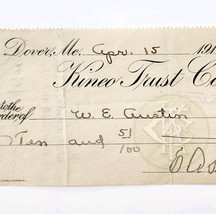 Dover, Me. Apr. 15 191
Kineo Trust Co
to the
order of W. E. Austin
Ten and 51/100